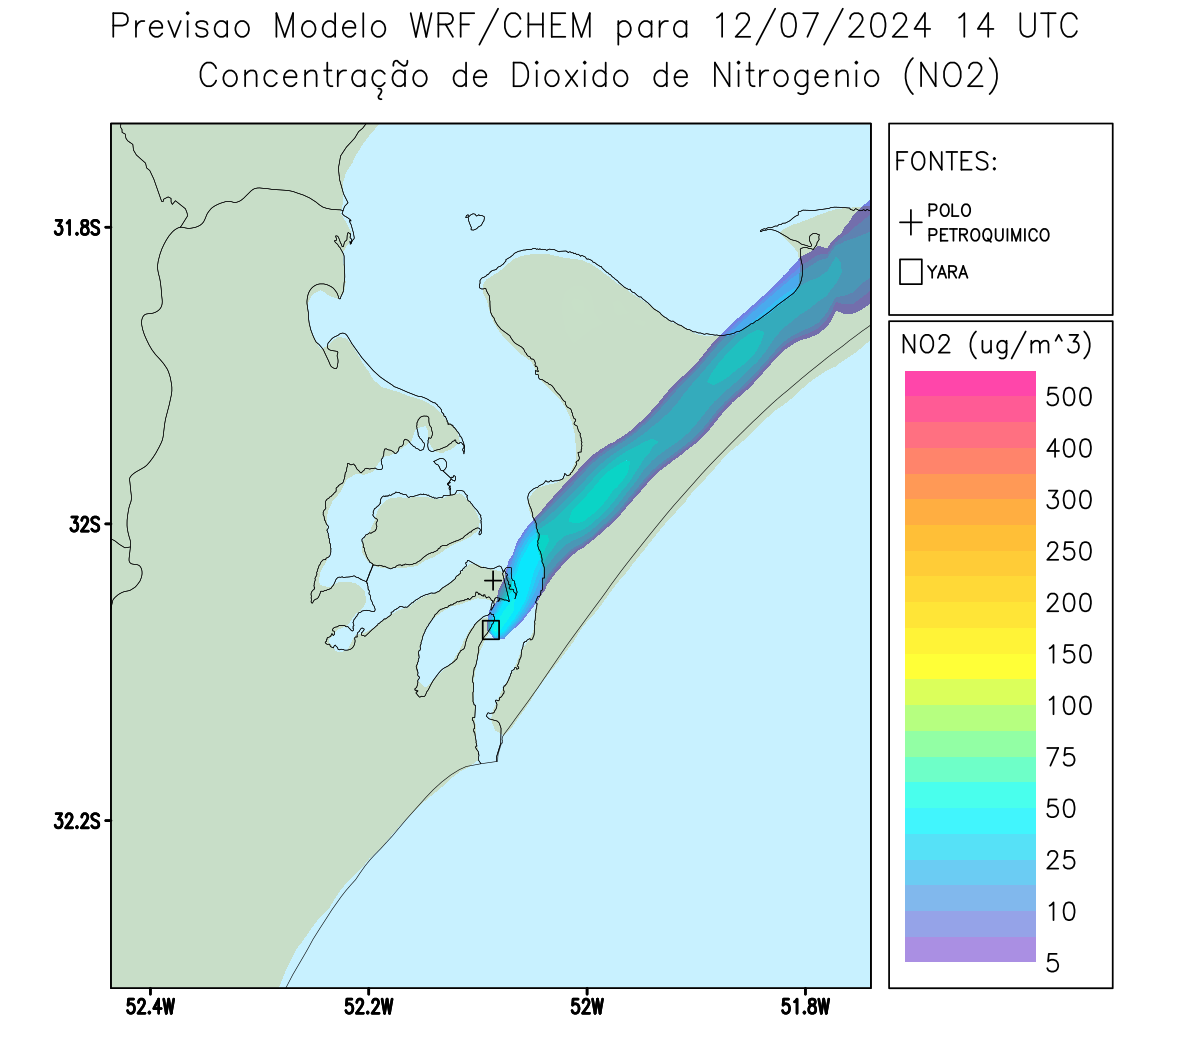 Previsao Modelo WRF/CHEM para 12/07/2024 14 UTC
Concentração de Dioxido de Nitrogenio (NO2)
FONTES:
POLO
PETROQUIMICO
YARA
31.8S
32S
32.2S
52.4W
52.2W
52W
51.8W
NO2 (ug/m^3)
500
400
300
250
200
150
100
75
50
25
10
5